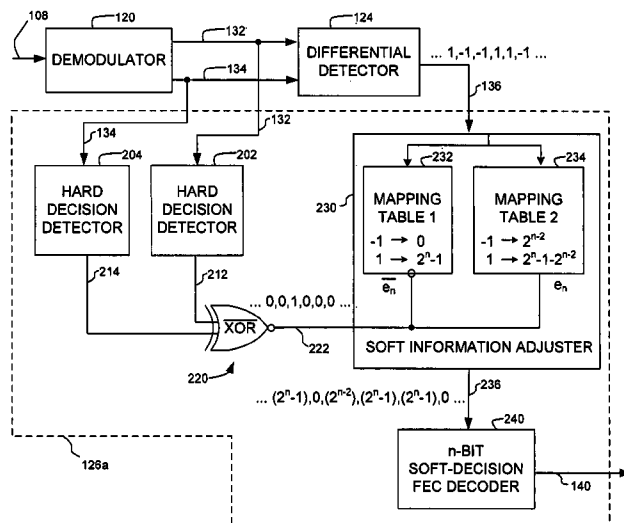 120
124
108
132
DEMODULATOR
DIFFERENTIAL
DETECTOR
... 1,-1,-1,1,1,-1 ...
134
136
134
132
204
202
232
234
HARD
DECISION
DETECTOR
HARD
DECISION
DETECTOR
230
MAPPING
TABLE 1
-1 → 0
1 → 2ⁿ-1
MAPPING
TABLE 2
-1 → 2ⁿ⁻²
1 → 2ⁿ-1-2ⁿ⁻²
214
212
e̅ₙ
eₙ
... 0,0,1,0,0,0 ...
XOR
222
SOFT INFORMATION ADJUSTER
220
236
... (2ⁿ-1),0,(2ⁿ⁻²),(2ⁿ-1),(2ⁿ-1),0 ...
240
126a
n-BIT
SOFT-DECISION
FEC DECODER
140